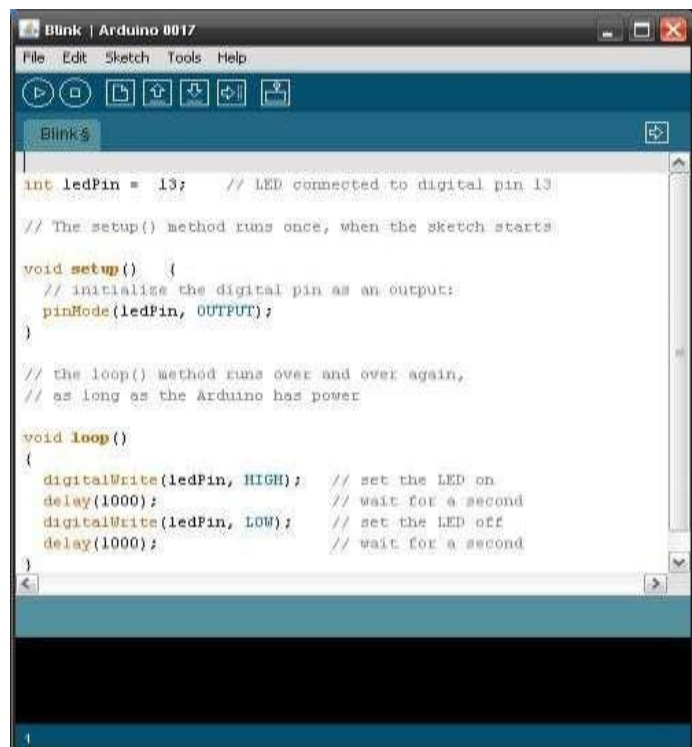 Blink | Arduino 0017
File Edit Sketch Tools Help
Blink §
int ledPin = 13; // LED connected to digital pin 13
// The setup() method runs once, when the sketch starts
void setup() {
// initialize the digital pin as an output:
pinMode(ledPin, OUTPUT);
}
// the loop() method runs over and over again,
// as long as the Arduino has power
void loop()
{
digitalWrite(ledPin, HIGH); // set the LED on
delay(1000); // wait for a second
digitalWrite(ledPin, LOW); // set the LED off
delay(1000); // wait for a second
}
1